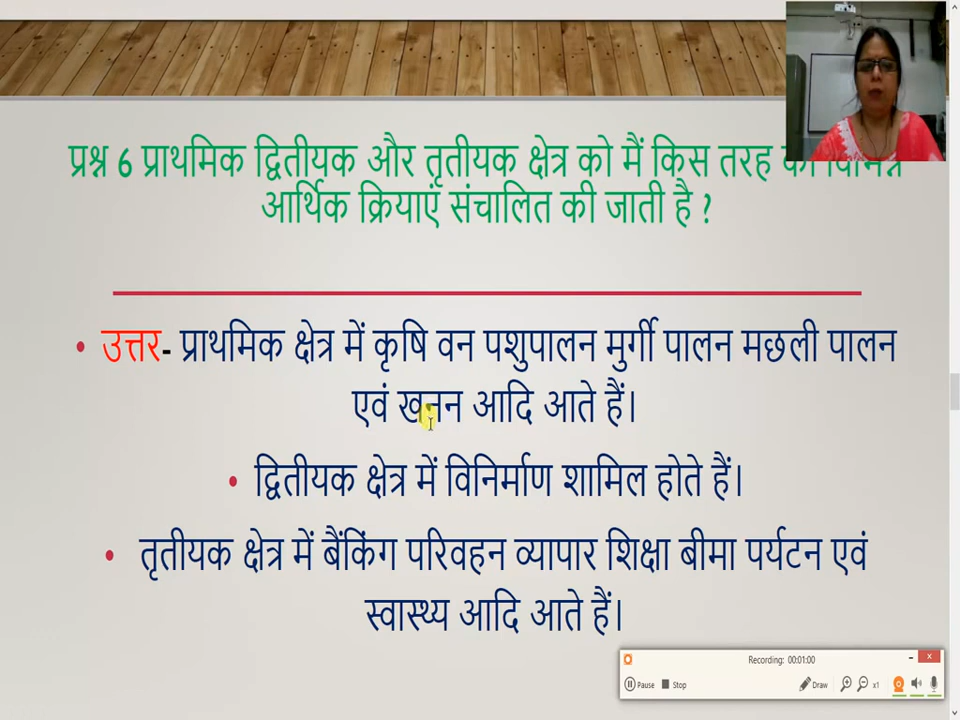 प्रश्न 6 प्राथमिक द्वितीयक और तृतीयक क्षेत्र को मैं किस तरह की विभिन्न
आर्थिक क्रियाएं संचालित की जाती है ?
• उत्तर- प्राथमिक क्षेत्र में कृषि वन पशुपालन मुर्गी पालन मछली पालन
एवं खनन आदि आते हैं।
• द्वितीयक क्षेत्र में विनिर्माण शामिल होते हैं।
• तृतीयक क्षेत्र में बैंकिंग परिवहन व्यापार शिक्षा बीमा पर्यटन एवं
स्वास्थ्य आदि आते हैं।
Recording: 00:01:00
Pause Stop Draw x1